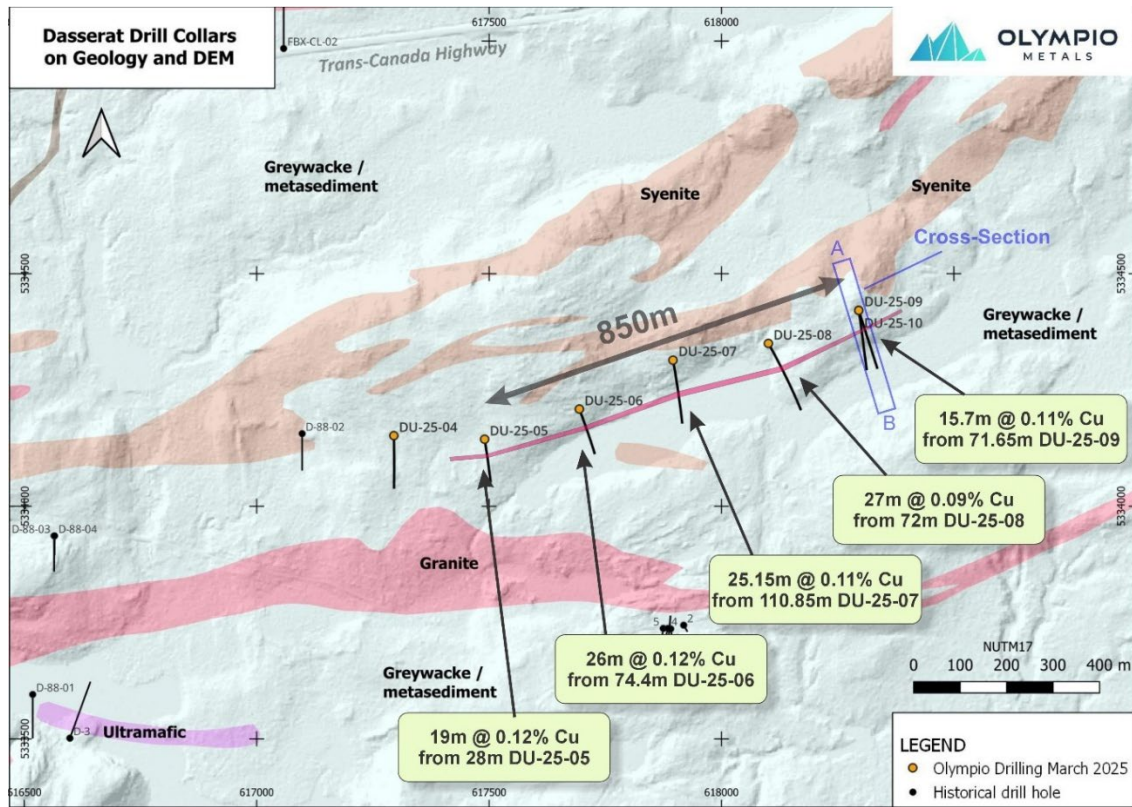 Dasserat Drill Collars
on Geology and DEM
FBX-CL-02
Trans-Canada Highway
617500
618000
OLYMPIO
METALS
Greywacke /
metasediment
Syenite
Syenite
Cross-Section
A
5334500
5334500
850m
DU-25-09
DU-25-10
Greywacke /
metasediment
DU-25-08
DU-25-07
DU-25-06
DU-25-05
DU-25-04
D-88-02
B
15.7m @ 0.11% Cu
from 71.65m DU-25-09
27m @ 0.09% Cu
from 72m DU-25-08
5334000
5334000
D-88-03
D-88-04
Granite
25.15m @ 0.11% Cu
from 110.85m DU-25-07
5
4
2
26m @ 0.12% Cu
from 74.4m DU-25-06
Greywacke /
metasediment
NUTM17
0 100 200 300 400 m
D-88-01
D-3
Ultramafic
19m @ 0.12% Cu
from 28m DU-25-05
5333500
LEGEND
Olympio Drilling March 2025
Historical drill hole
616500
617000
617500
618000